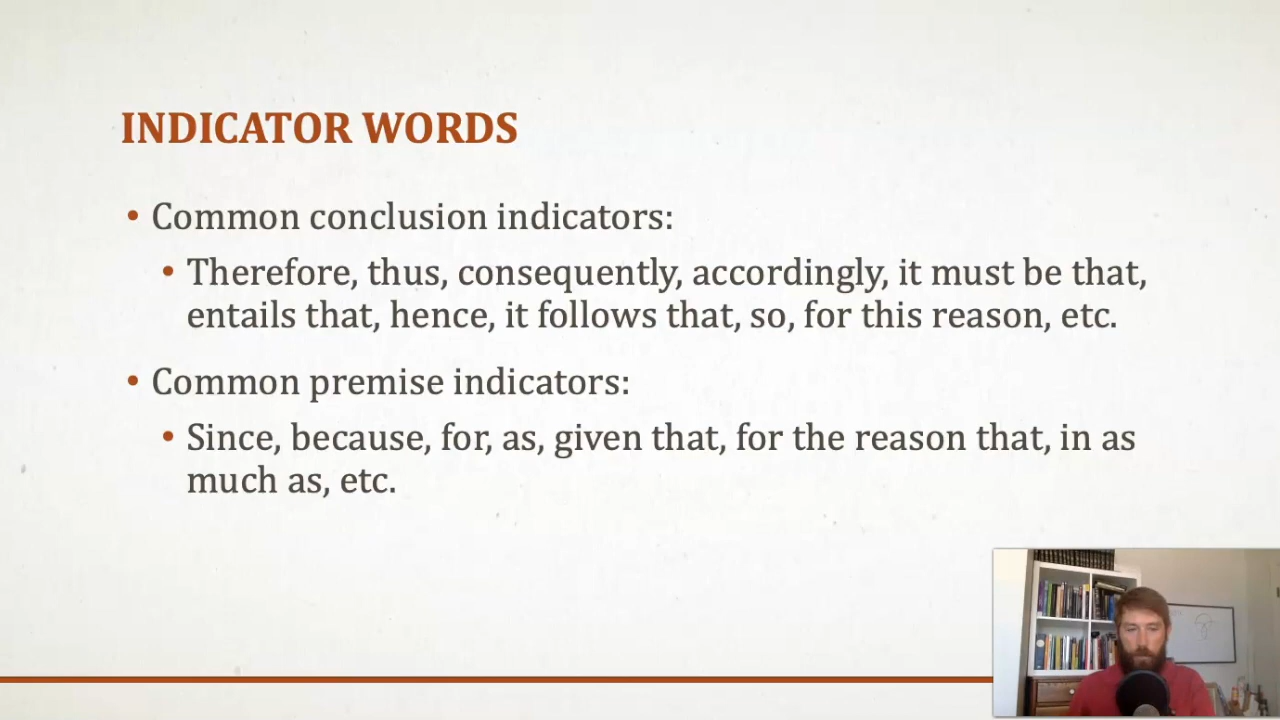 INDICATOR WORDS
• Common conclusion indicators:
• Therefore, thus, consequently, accordingly, it must be that,
entails that, hence, it follows that, so, for this reason, etc.
• Common premise indicators:
• Since, because, for, as, given that, for the reason that, in as
much as, etc.